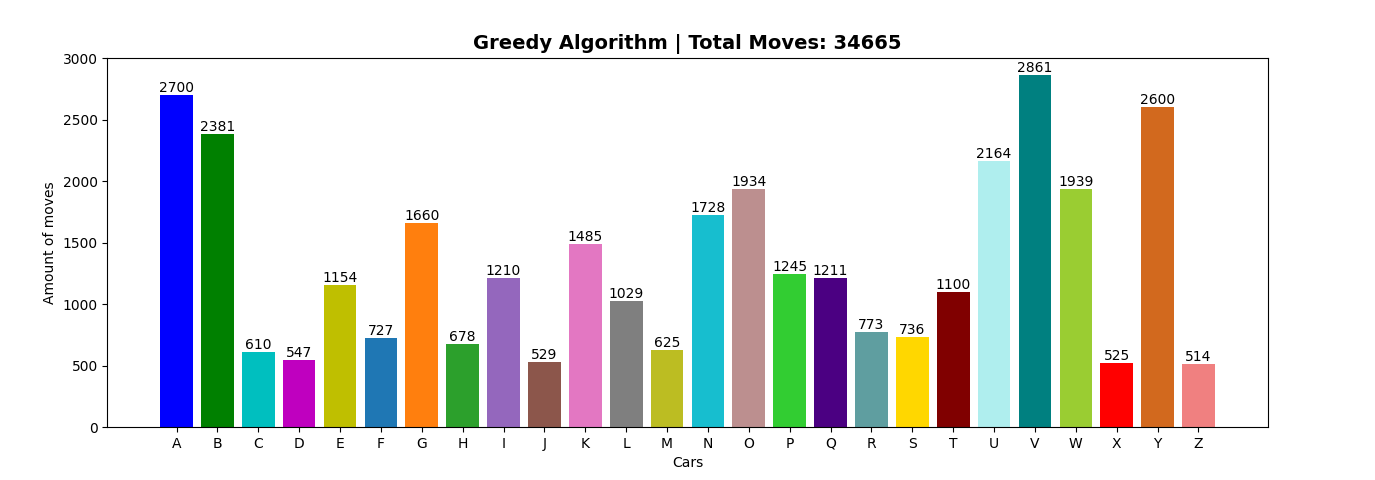 Greedy Algorithm | Total Moves: 34665
Amount of moves
3000
2500
2000
1500
1000
500
0
2700 2381 610 547 1154 727 1660 678 1210 529 1485 1029 625 1728 1934 1245 1211 773 736 1100 2164 2861 1939 525 2600 514
A B C D E F G H I J K L M N O P Q R S T U V W X Y Z
Cars